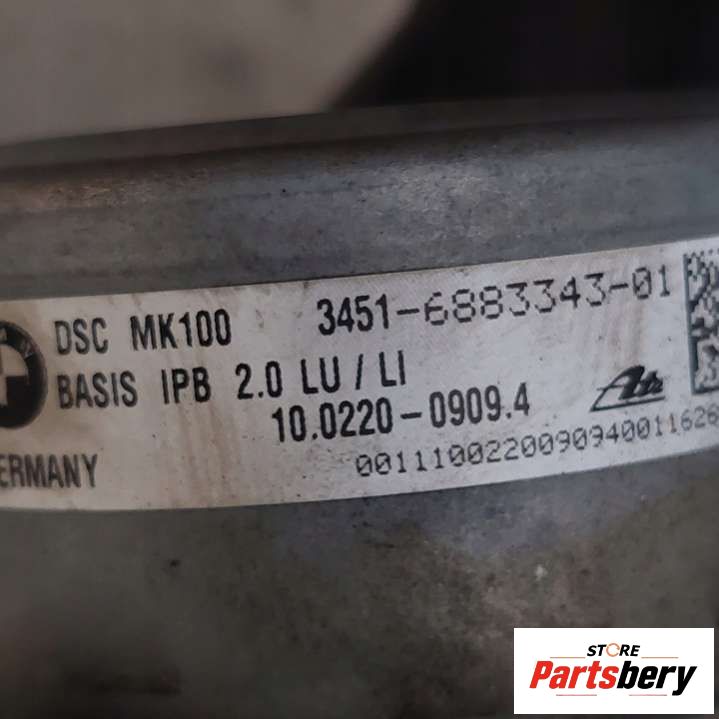 DSC MK100 3451-6883343-01
BASIS IPB 2.0 LU / LI
10.0220-0909.4 Ate
ERMANY 0011100220090940011626
STORE
Partsbery